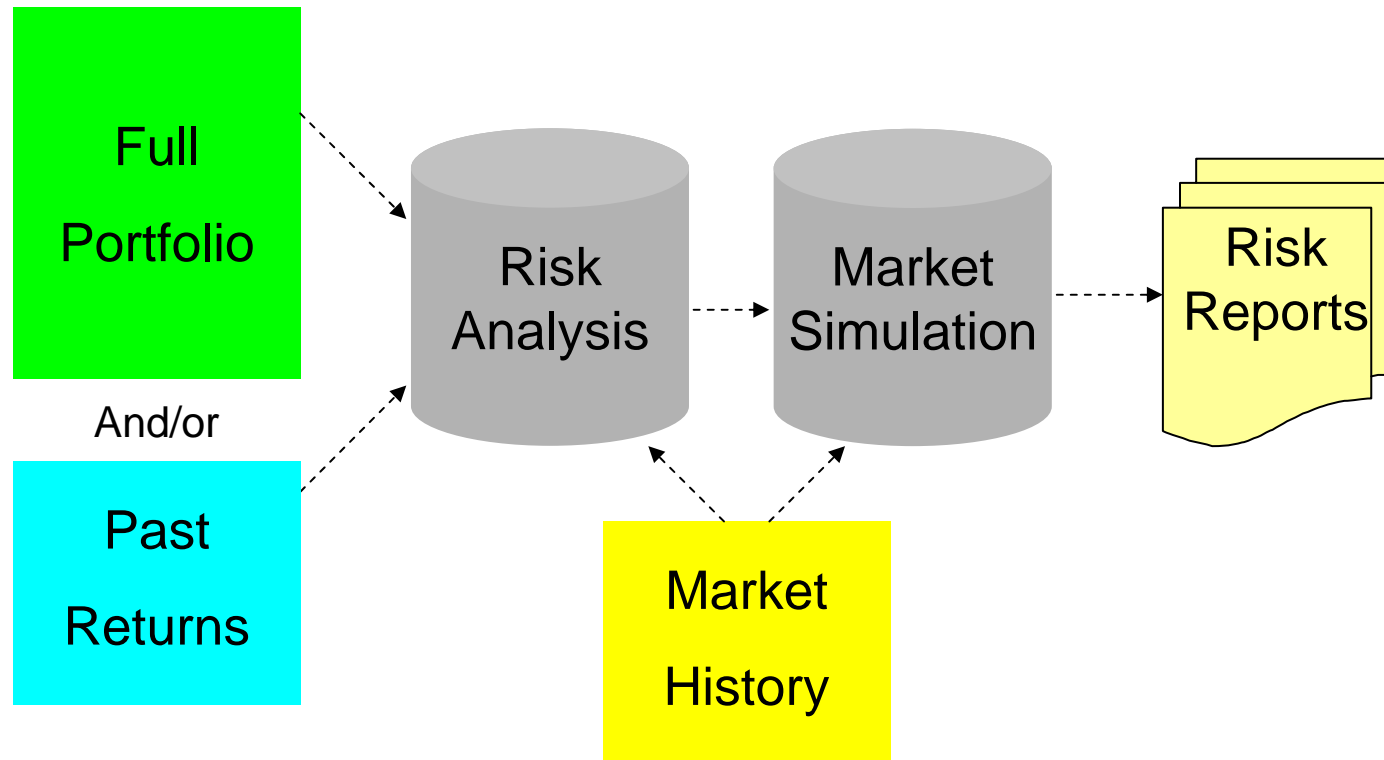 Full
Portfolio
And/or
Past
Returns
Risk
Analysis
Market
Simulation
Market
History
Risk
Reports